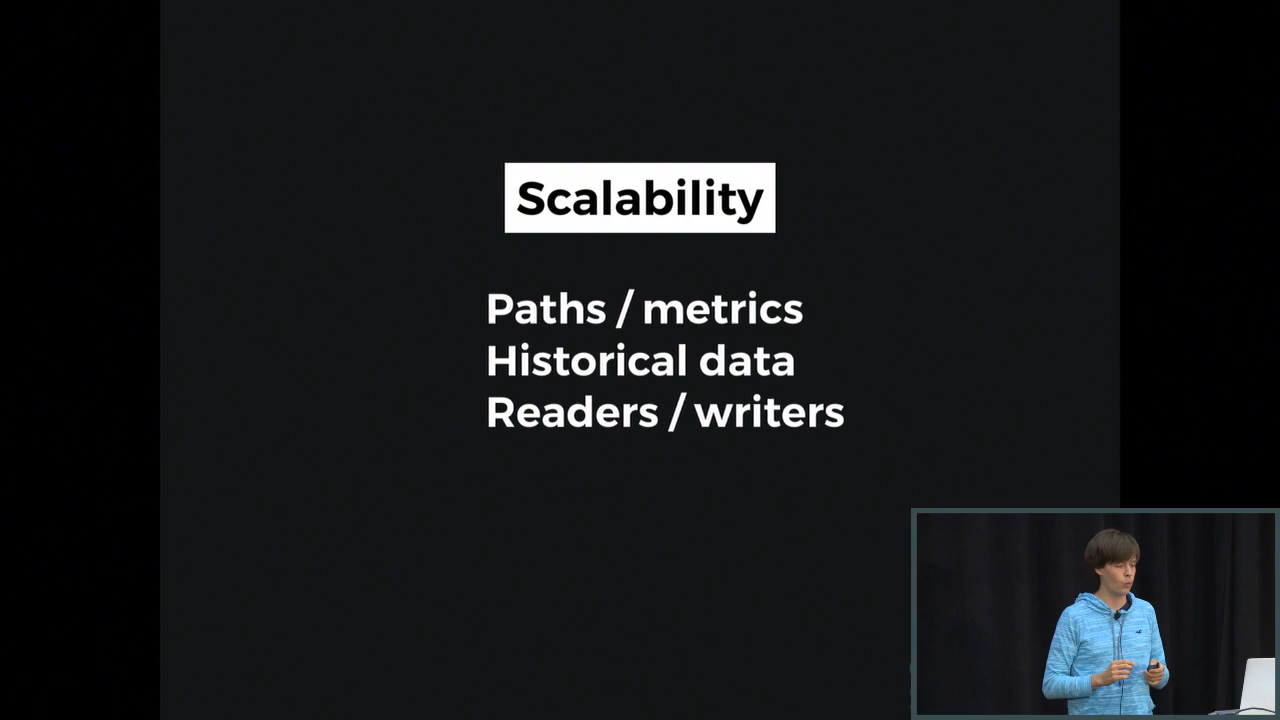 Scalability
Paths / metrics
Historical data
Readers / writers